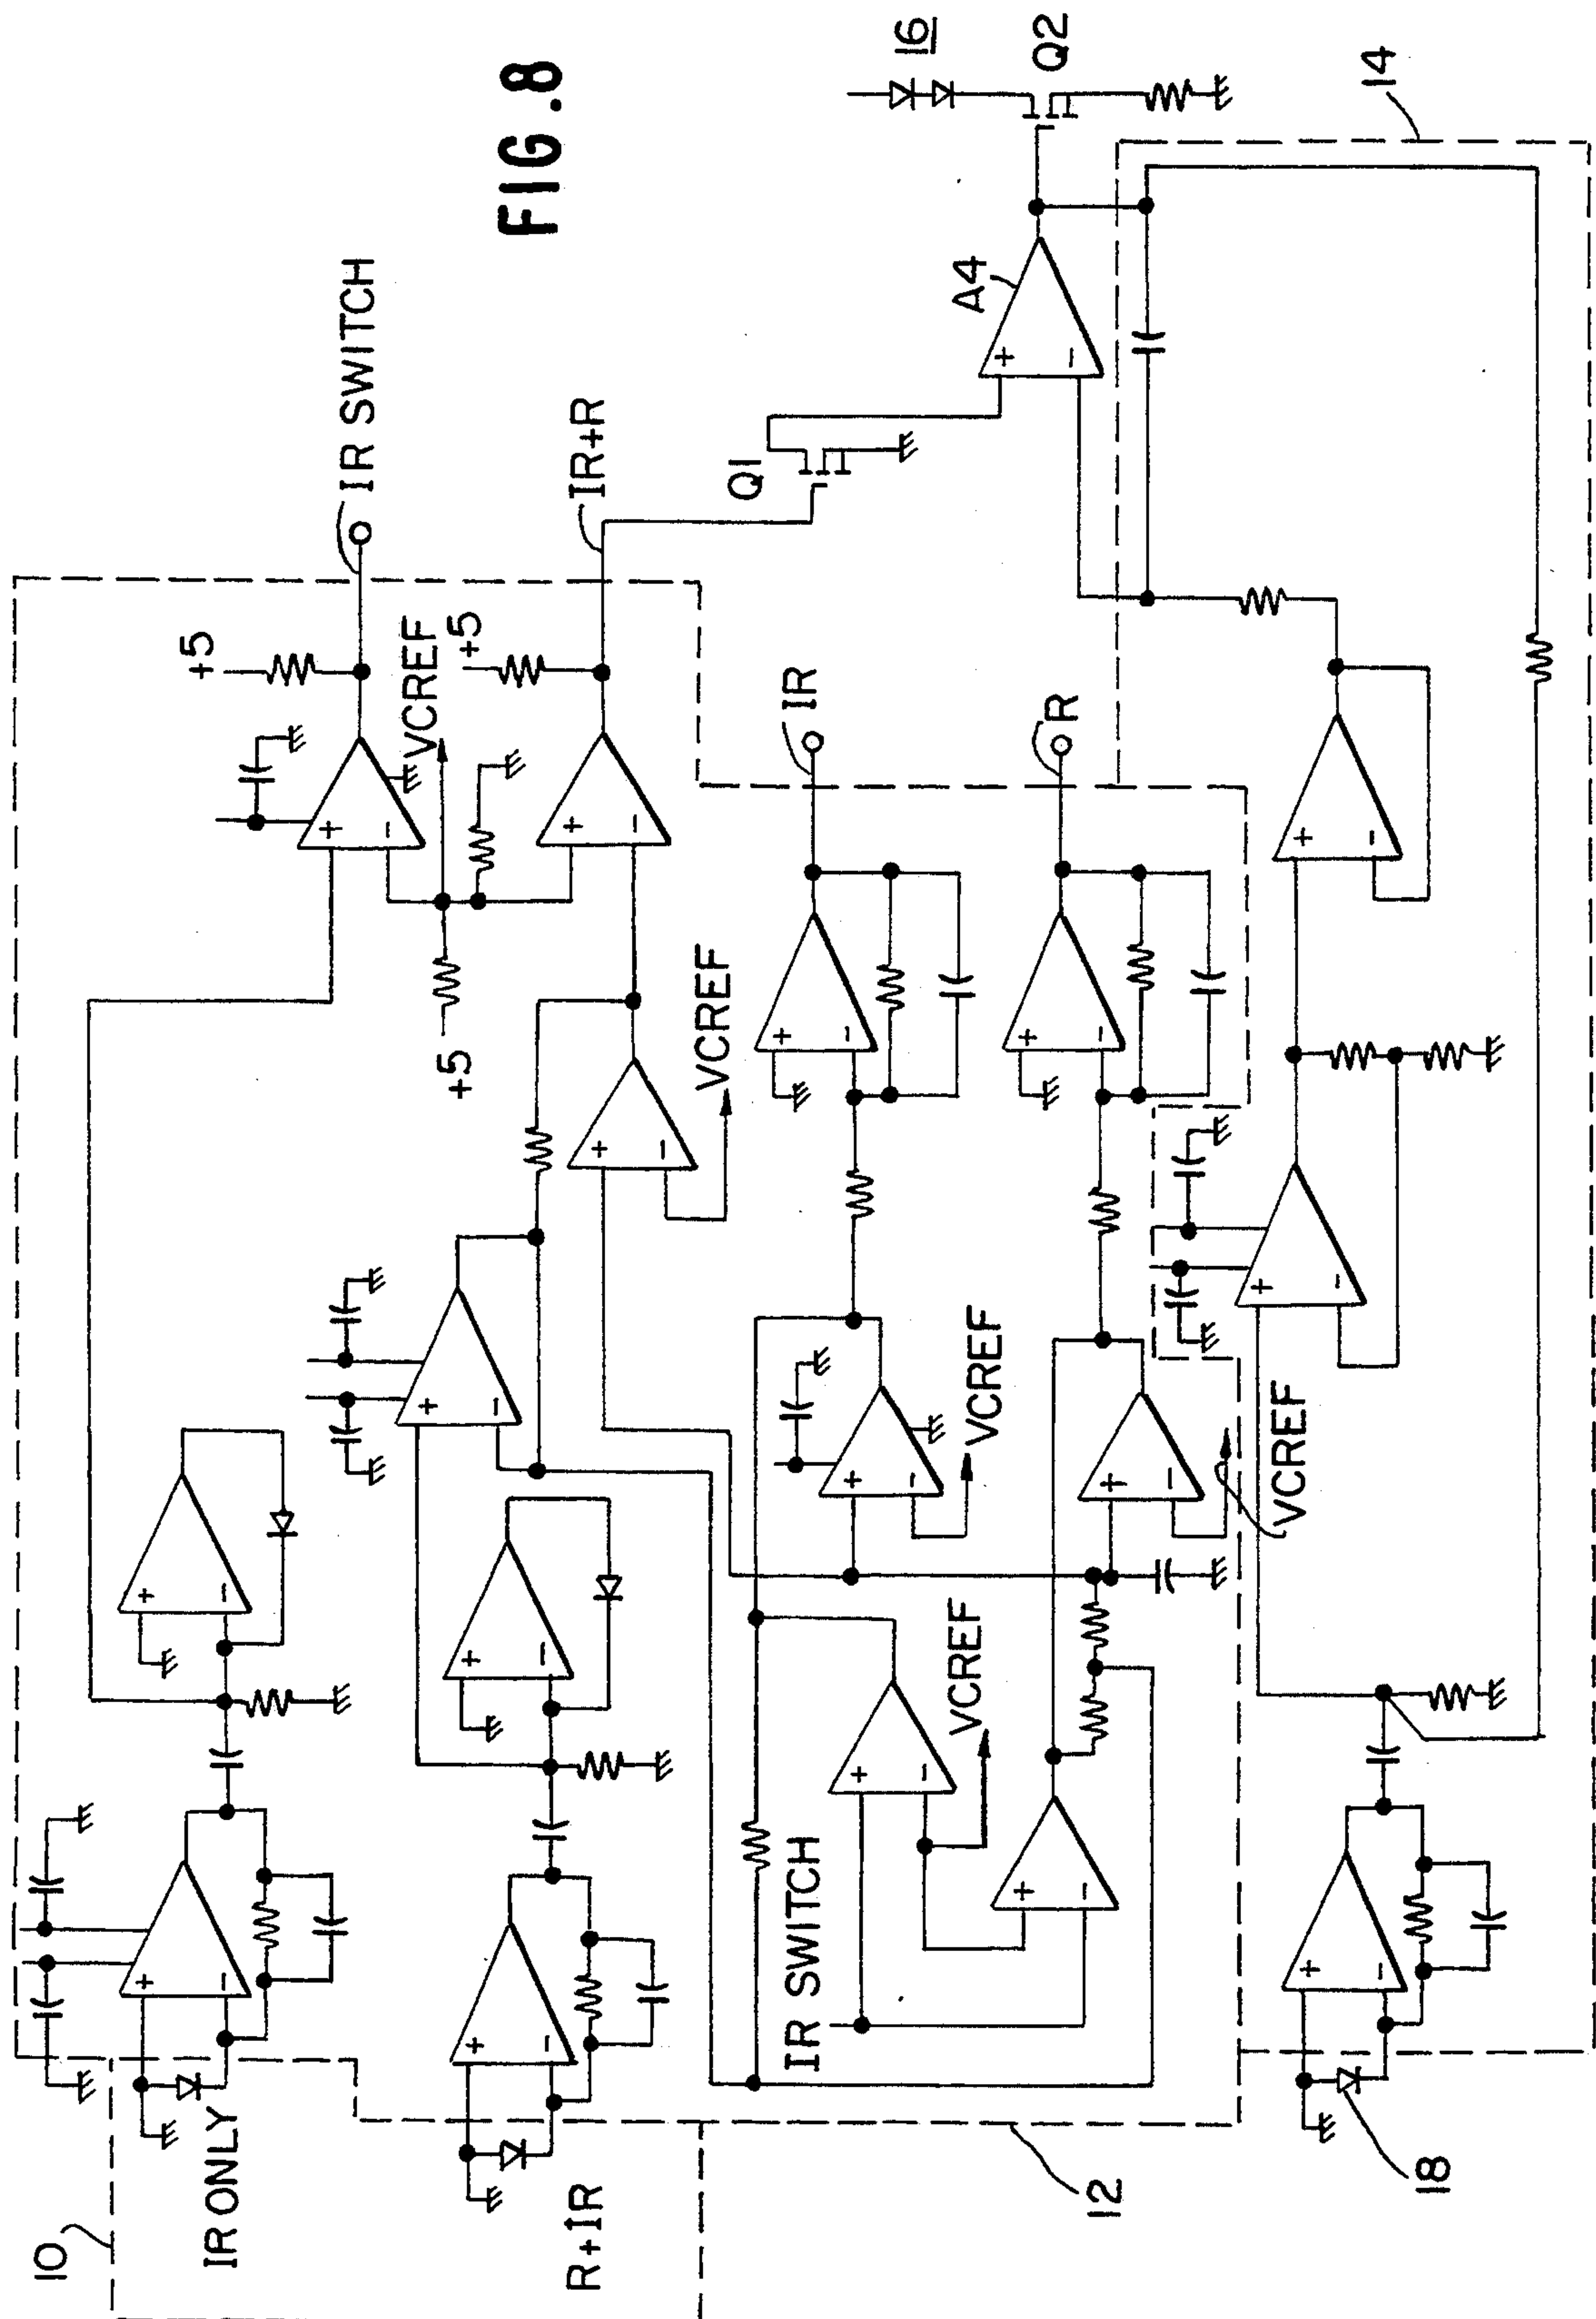 FIG.8
16
Q2
14
IR SWITCH
A4
IR+R
Q1
+5
VCREF
+5
IR
R
+5
VCREF
VCREF
VCREF
VCREF
IR SWITCH
10
IR ONLY
R+IR
12
18
+
−
+
−
+
−
+
−
+
−
+
−
+
−
+
−
+
−
+
−
+
−
+
−
+
−
+
−
+
−
+
−
+
−
+
−